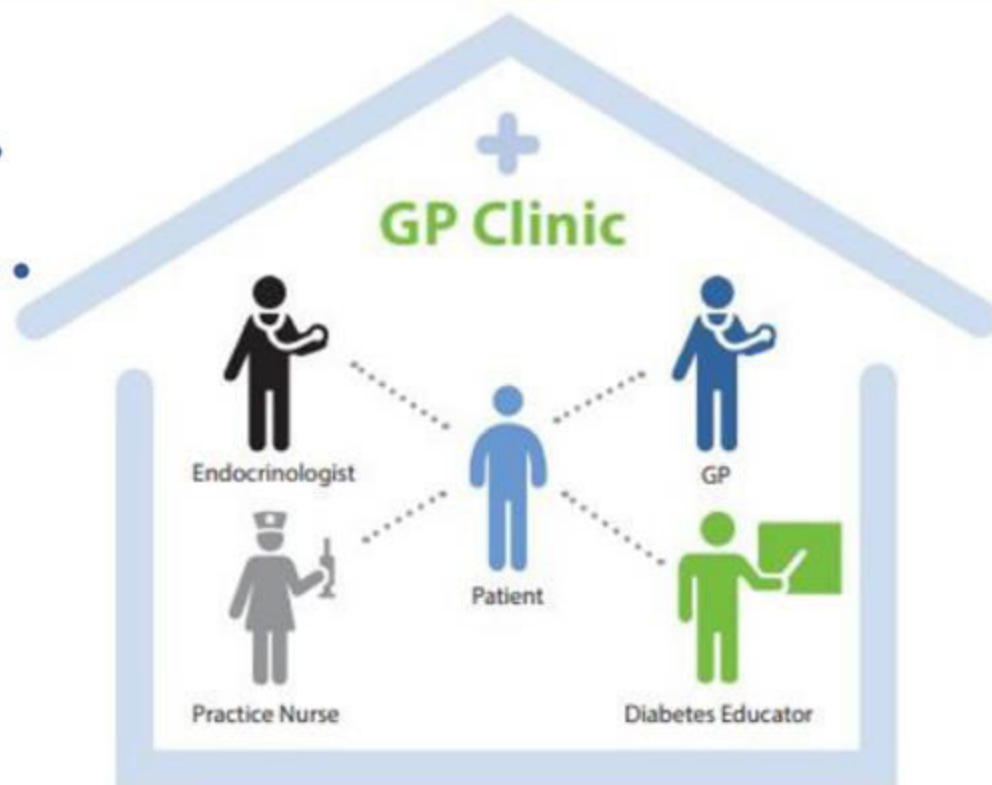 GP Clinic
Endocrinologist
GP
Patient
Practice Nurse
Diabetes Educator